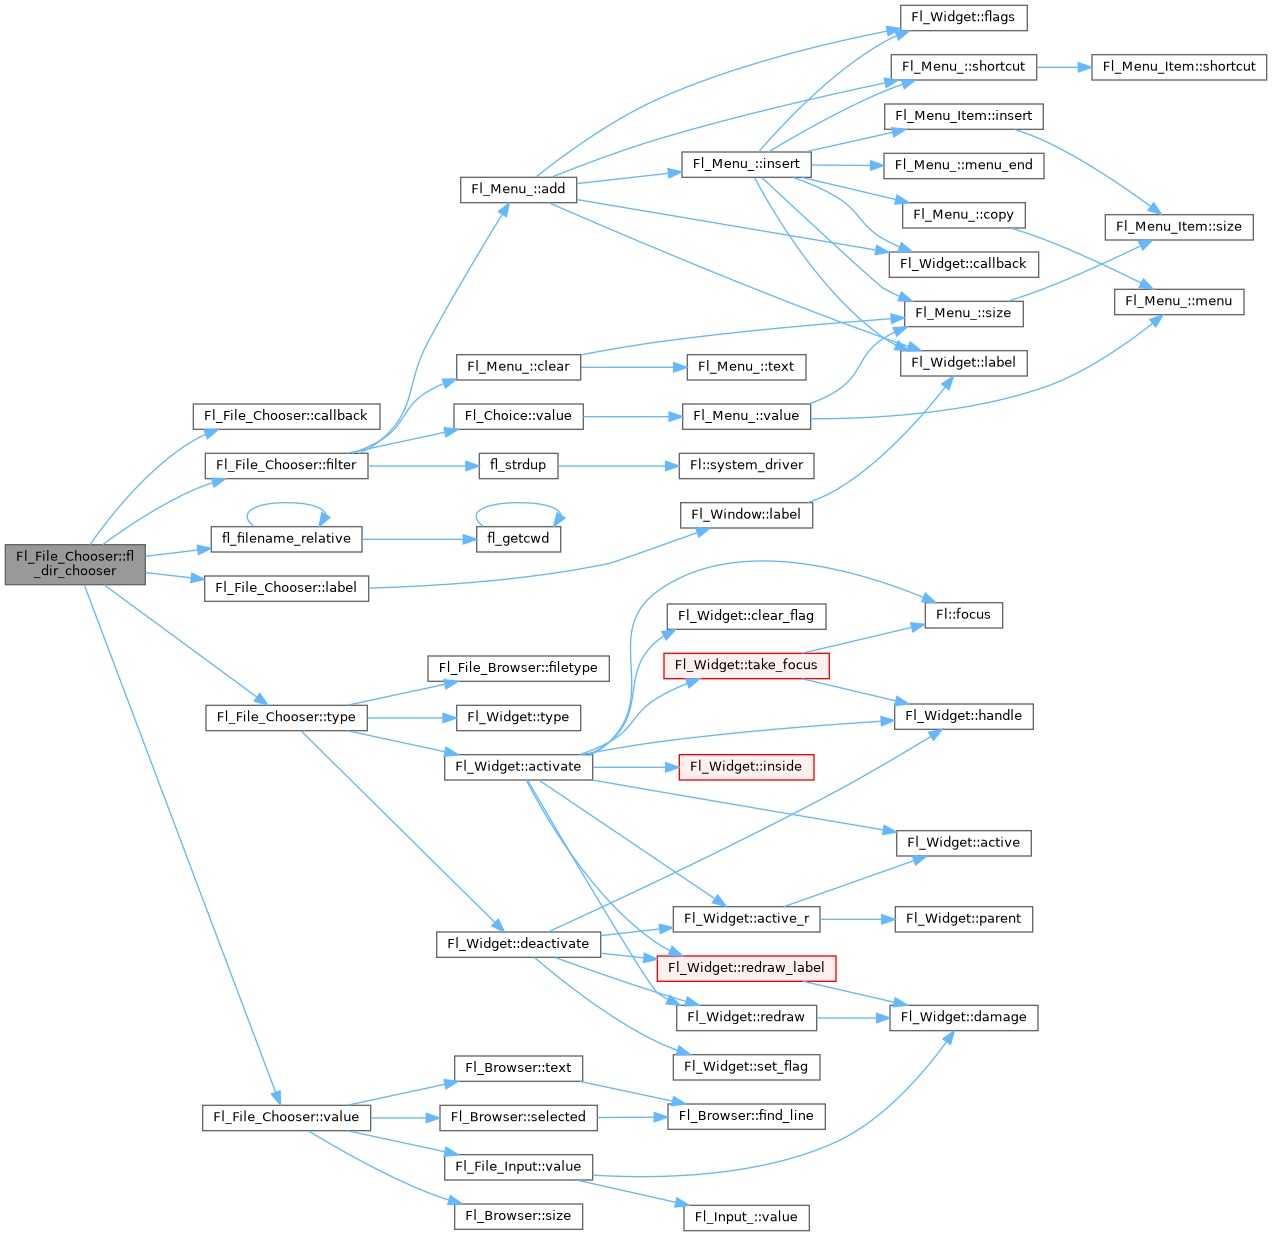 Fl_Widget::flags
Fl_Menu_::shortcut
Fl_Menu_Item::shortcut
Fl_Menu_Item::insert
Fl_Menu_::insert
Fl_Menu_::menu_end
Fl_Menu_::add
Fl_Menu_::copy
Fl_Menu_Item::size
Fl_Widget::callback
Fl_Menu_::menu
Fl_Menu_::size
Fl_Widget::label
Fl_Menu_::clear
Fl_Menu_::text
Fl_File_Chooser::callback
Fl_Choice::value
Fl_Menu_::value
Fl_File_Chooser::filter
fl_strdup
Fl::system_driver
Fl_Window::label
fl_filename_relative
fl_getcwd
Fl_File_Chooser::fl
_dir_chooser
Fl_File_Chooser::label
Fl_Widget::clear_flag
Fl::focus
Fl_File_Browser::filetype
Fl_Widget::take_focus
Fl_File_Chooser::type
Fl_Widget::type
Fl_Widget::handle
Fl_Widget::activate
Fl_Widget::inside
Fl_Widget::active
Fl_Widget::active_r
Fl_Widget::parent
Fl_Widget::deactivate
Fl_Widget::redraw_label
Fl_Widget::redraw
Fl_Widget::damage
Fl_Browser::text
Fl_Widget::set_flag
Fl_File_Chooser::value
Fl_Browser::selected
Fl_Browser::find_line
Fl_File_Input::value
Fl_Browser::size
Fl_Input_::value